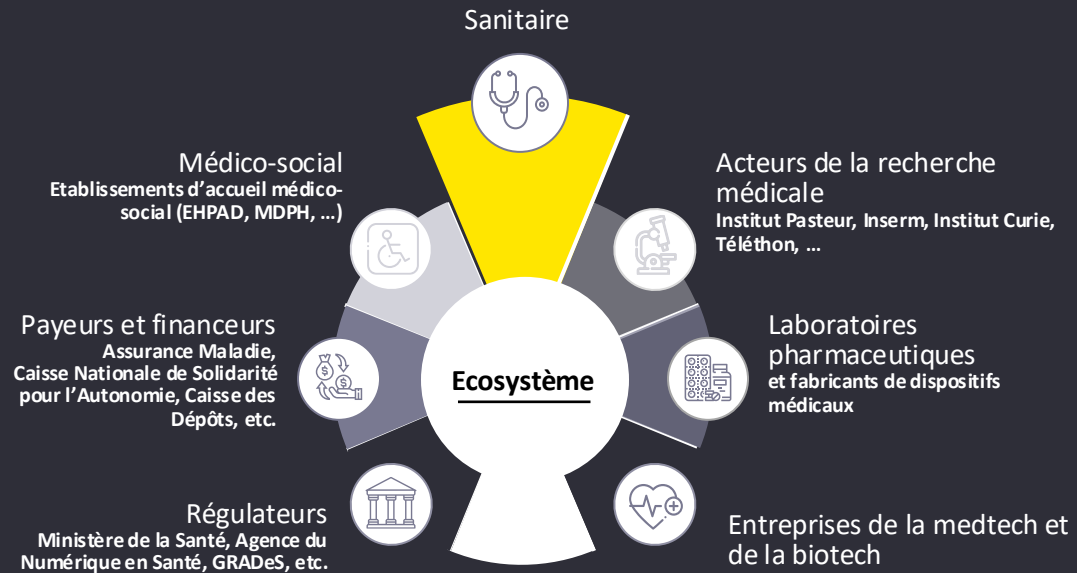 Sanitaire
Médico-social
Etablissements d'accueil médico-
social (EHPAD, MDPH, ...)
Acteurs de la recherche
médicale
Institut Pasteur, Inserm, Institut Curie,
Téléthon, ...
Payeurs et financeurs
Assurance Maladie,
Caisse Nationale de Solidarité
pour l'Autonomie, Caisse des
Dépôts, etc.
Ecosystème
Laboratoires
pharmaceutiques
et fabricants de dispositifs
médicaux
Régulateurs
Ministère de la Santé, Agence du
Numérique en Santé, GRADeS, etc.
Entreprises de la medtech et
de la biotech